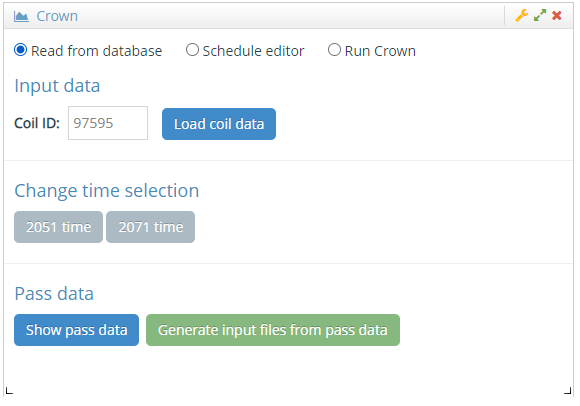 Crown
Read from database Schedule editor Run Crown
Input data
Coil ID: 97595 Load coil data
Change time selection
2051 time 2071 time
Pass data
Show pass data Generate input files from pass data